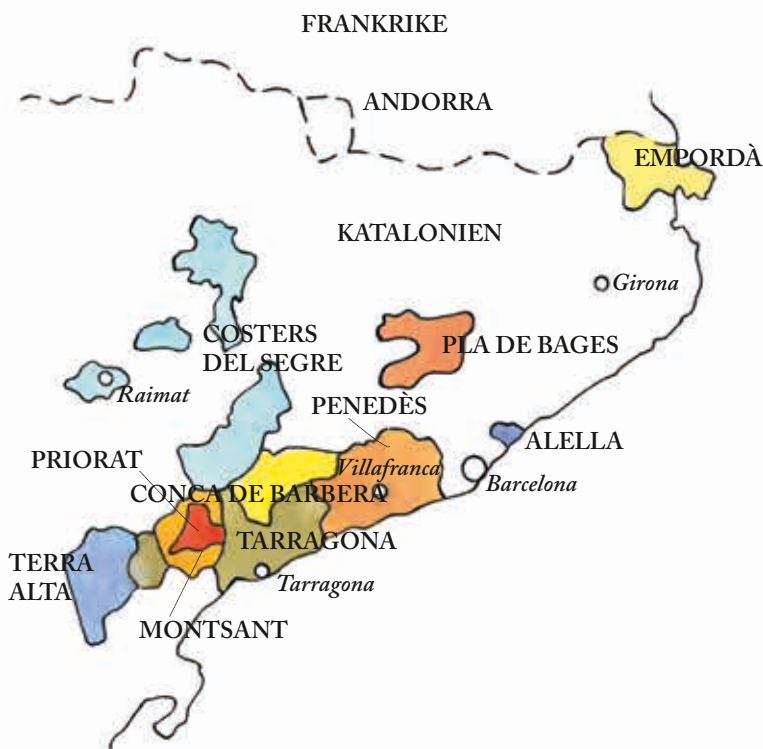 FRANKRIKE
ANDORRA
EMPORDÀ
KATALONIEN
Girona
COSTERS
DEL SEGRE
PLA DE BAGES
Raimat
PENEDÈS
ALELLA
PRIORAT
Villafranca
Barcelona
CONCA DE BARBERÀ
TARRAGONA
TERRA
ALTA
Tarragona
MONTSANT